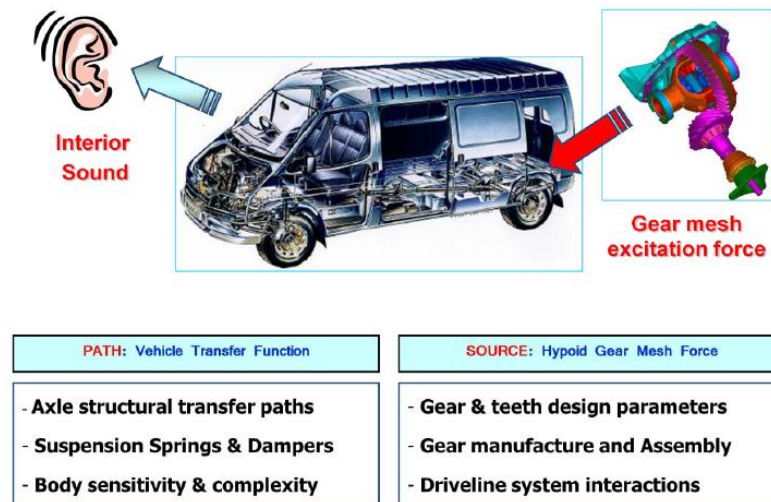 Interior
Sound
Gear mesh
excitation force
PATH: Vehicle Transfer Function
- Axle structural transfer paths
- Suspension Springs & Dampers
- Body sensitivity & complexity
SOURCE: Hypoid Gear Mesh Force
- Gear & teeth design parameters
- Gear manufacture and Assembly
- Driveline system interactions